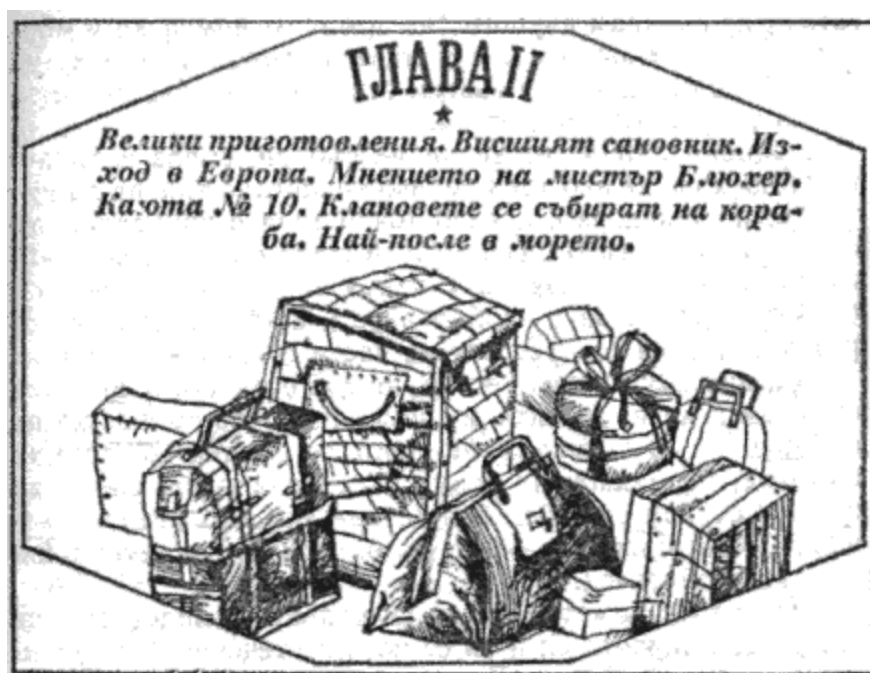 ГЛАВА II
Велики приготовления. Висшият сановник. Из-
ход в Европа. Мнението на мистър Блюхер.
Каюта № 10. Клановете се събират на кора-
ба. Най-после в морето.